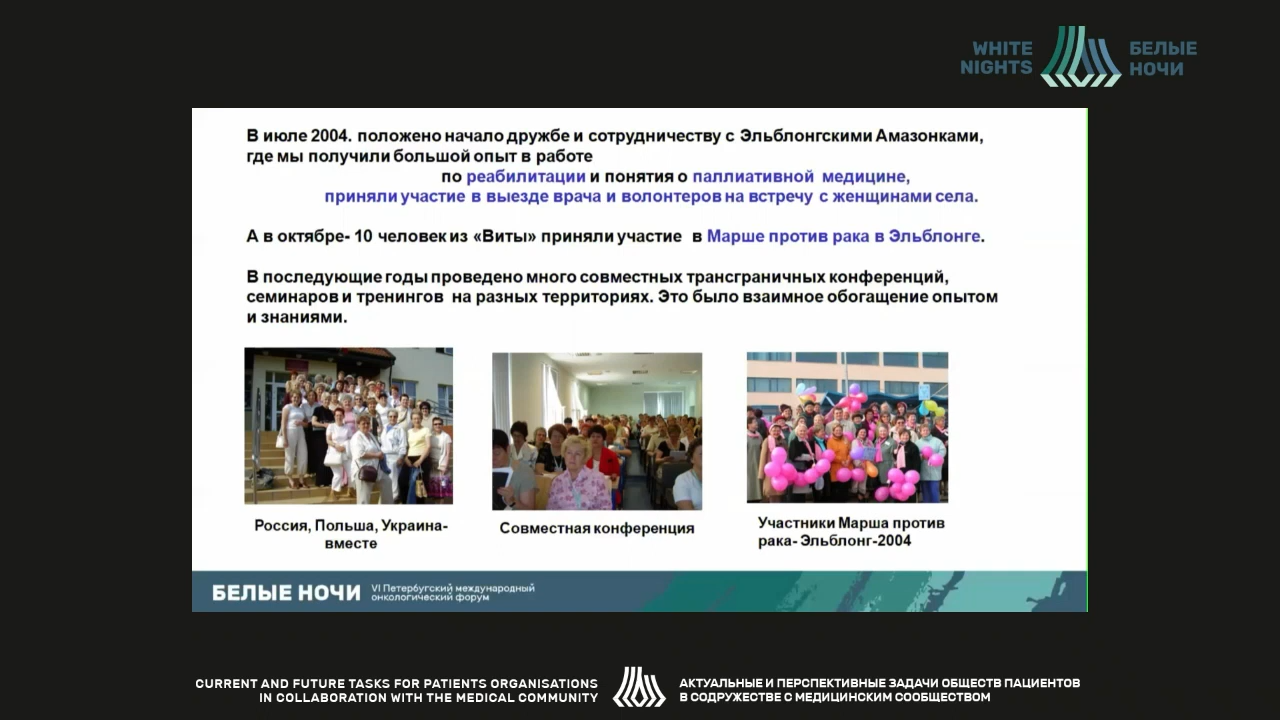 WHITE
NIGHTS
БЕЛЫЕ
НОЧИ
В июле 2004. положено начало дружбе и сотрудничеству с Эльблонгскими Амазонками,
где мы получили большой опыт в работе
по реабилитации и понятия о паллиативной медицине,
приняли участие в выезде врача и волонтеров на встречу с женщинами села.
А в октябре- 10 человек из «Виты» приняли участие в Марше против рака в Эльблонге.
В последующие годы проведено много совместных трансграничных конференций,
семинаров и тренингов на разных территориях. Это было взаимное обогащение опытом
и знаниями.
Россия, Польша, Украина-
вместе
Совместная конференция
Участники Марша против
рака- Эльблонг-2004
БЕЛЫЕ НОЧИ
VI Петербугский международный
онкологический форум
CURRENT AND FUTURE TASKS FOR PATIENTS ORGANISATIONS
IN COLLABORATION WITH THE MEDICAL COMMUNITY
АКТУАЛЬНЫЕ И ПЕРСПЕКТИВНЫЕ ЗАДАЧИ ОБЩЕСТВ ПАЦИЕНТОВ
В СОДРУЖЕСТВЕ С МЕДИЦИНСКИМ СООБЩЕСТВОМ